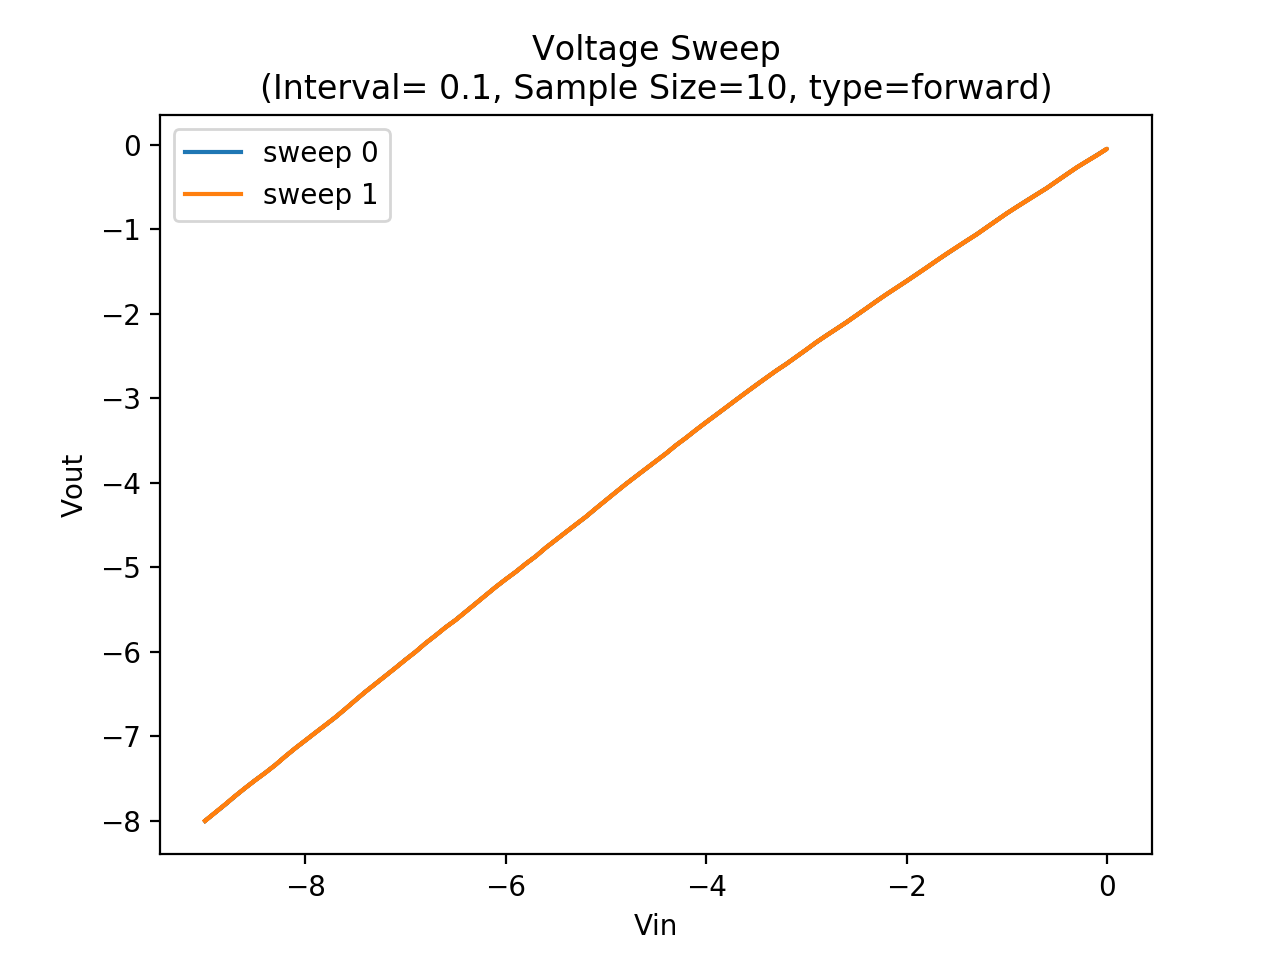 Voltage Sweep
(Interval= 0.1, Sample Size=10, type=forward)
sweep 0
sweep 1
0
−1
−2
−3
−4
−5
−6
−7
−8
Vout
−8 −6 −4 −2 0
Vin